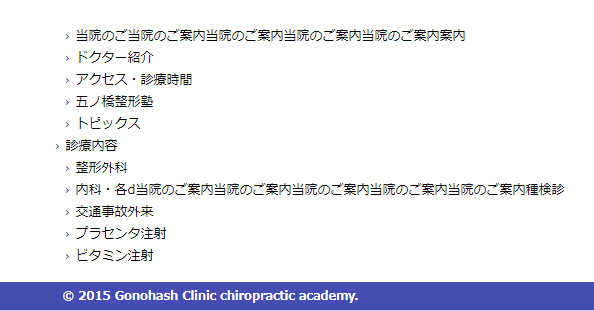 › 当院のご当院のご案内当院のご案内当院のご案内当院のご案内案内
› ドクター紹介
› アクセス・診療時間
› 五ノ橋整形塾
› トピックス
› 診療内容
› 整形外科
› 内科・各d当院のご案内当院のご案内当院のご案内当院のご案内当院のご案内種検診
› 交通事故外来
› プラセンタ注射
› ビタミン注射
© 2015 Gonohash Clinic chiropractic academy.